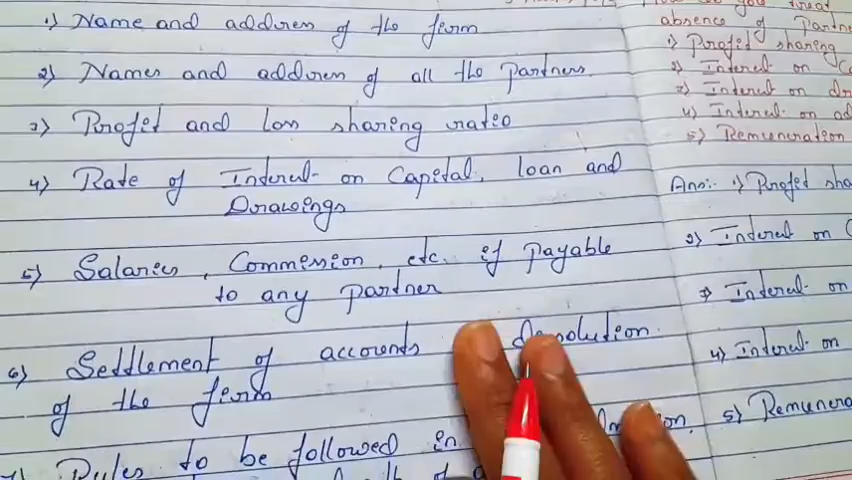 1) Name and address of the firm
2) Names and address of all the Partners.
3) Profit and loss sharing ratio
4) Rate of Interest on Capital, loan and
Drawings
5) Salaries, Commission, etc. if payable
to any partner
6) Settlement of accounts
of the firm
7) Rules to be followed in
absence of
1) Profit sharing
2) Interest on
3) Interest on
4) Interest on
5) Remuneration
Ans:- 1) Profit
2) Interest on
3) Interest on
4) Interest on
5)